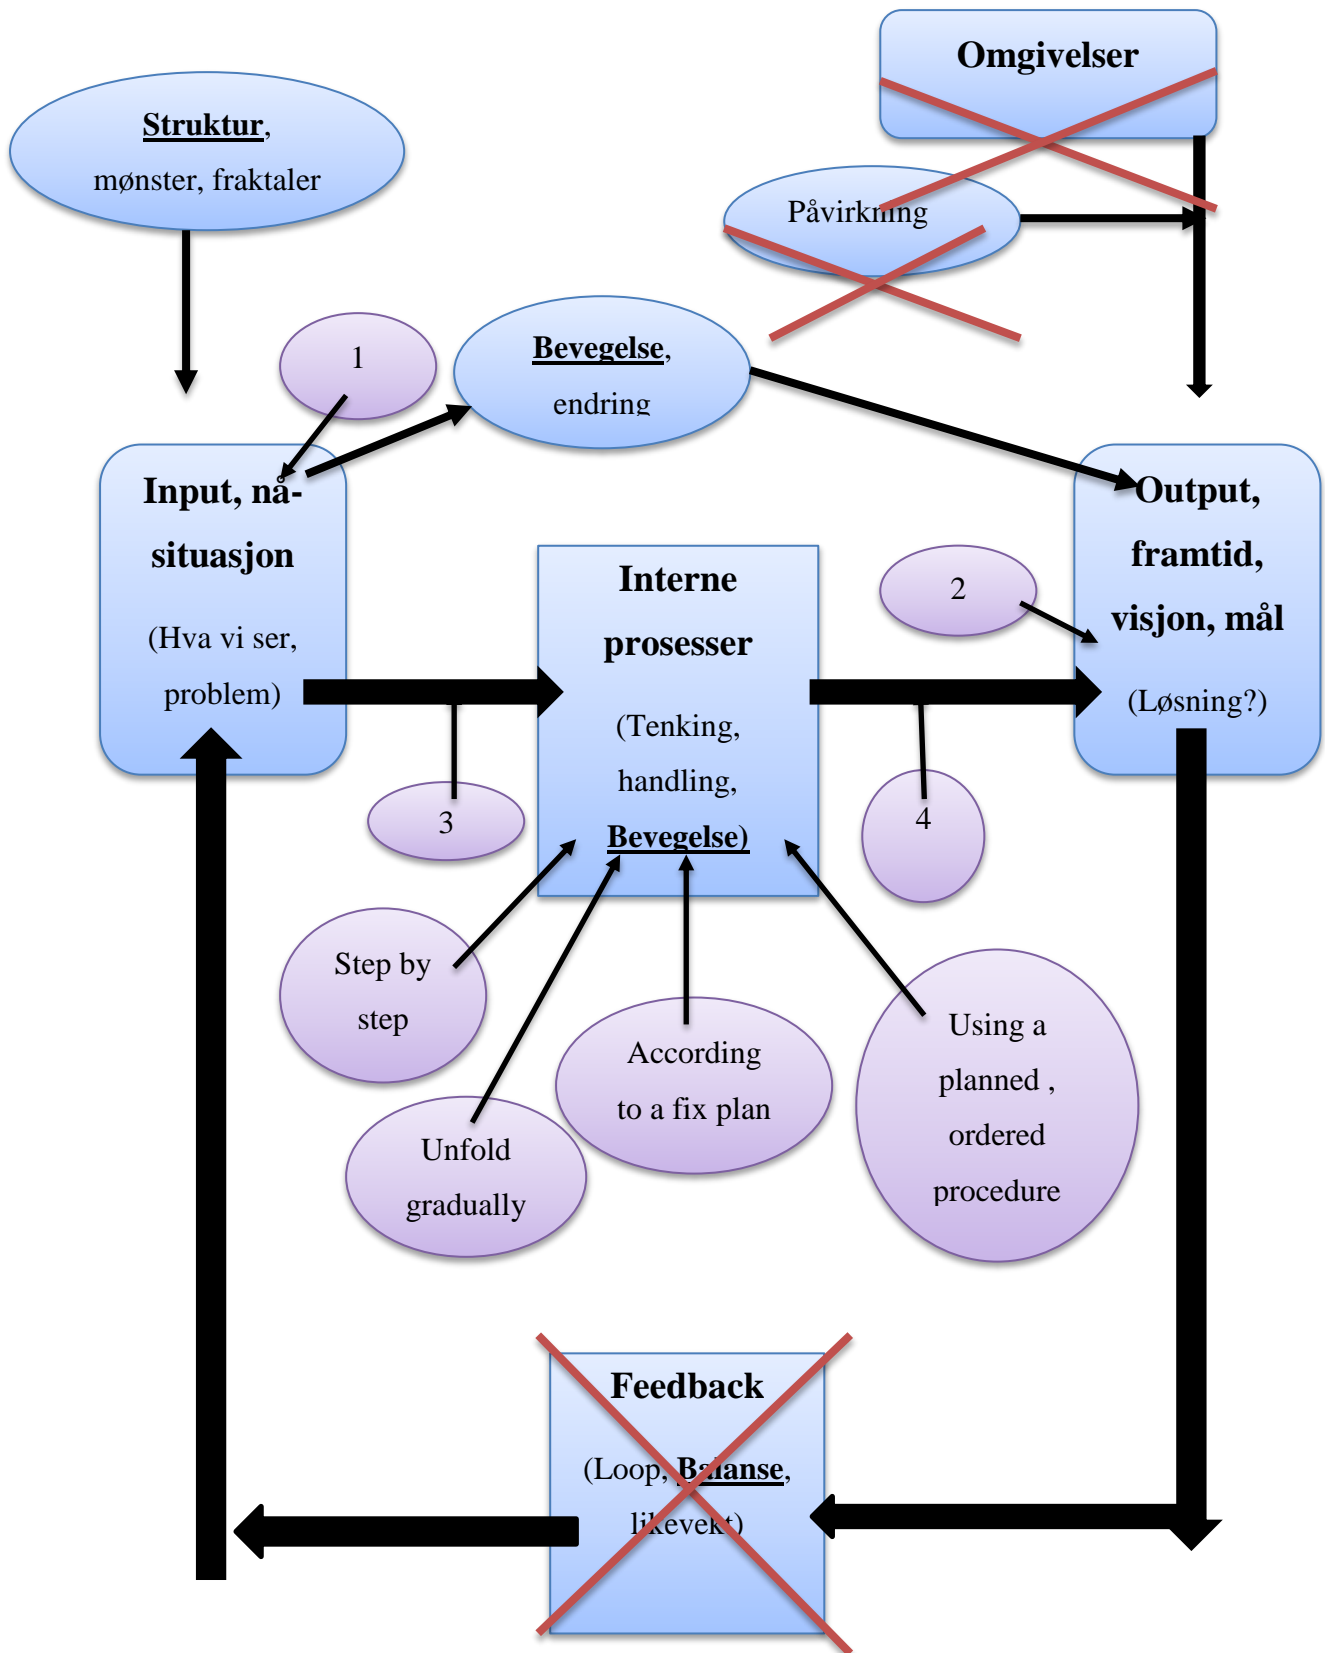 Omgivelser
Struktur,
mønster, fraktaler
Påvirkning
1
Bevegelse,
endring
Input, nå-
situasjon
(Hva vi ser,
problem)
Output,
framtid,
visjon, mål
(Løsning?)
Interne
prosesser
(Tenking,
handling,
Bevegelse)
2
3
4
Step by
step
Unfold
gradually
According
to a fix plan
Using a
planned ,
ordered
procedure
Feedback
(Loop, Balanse,
likevekt)